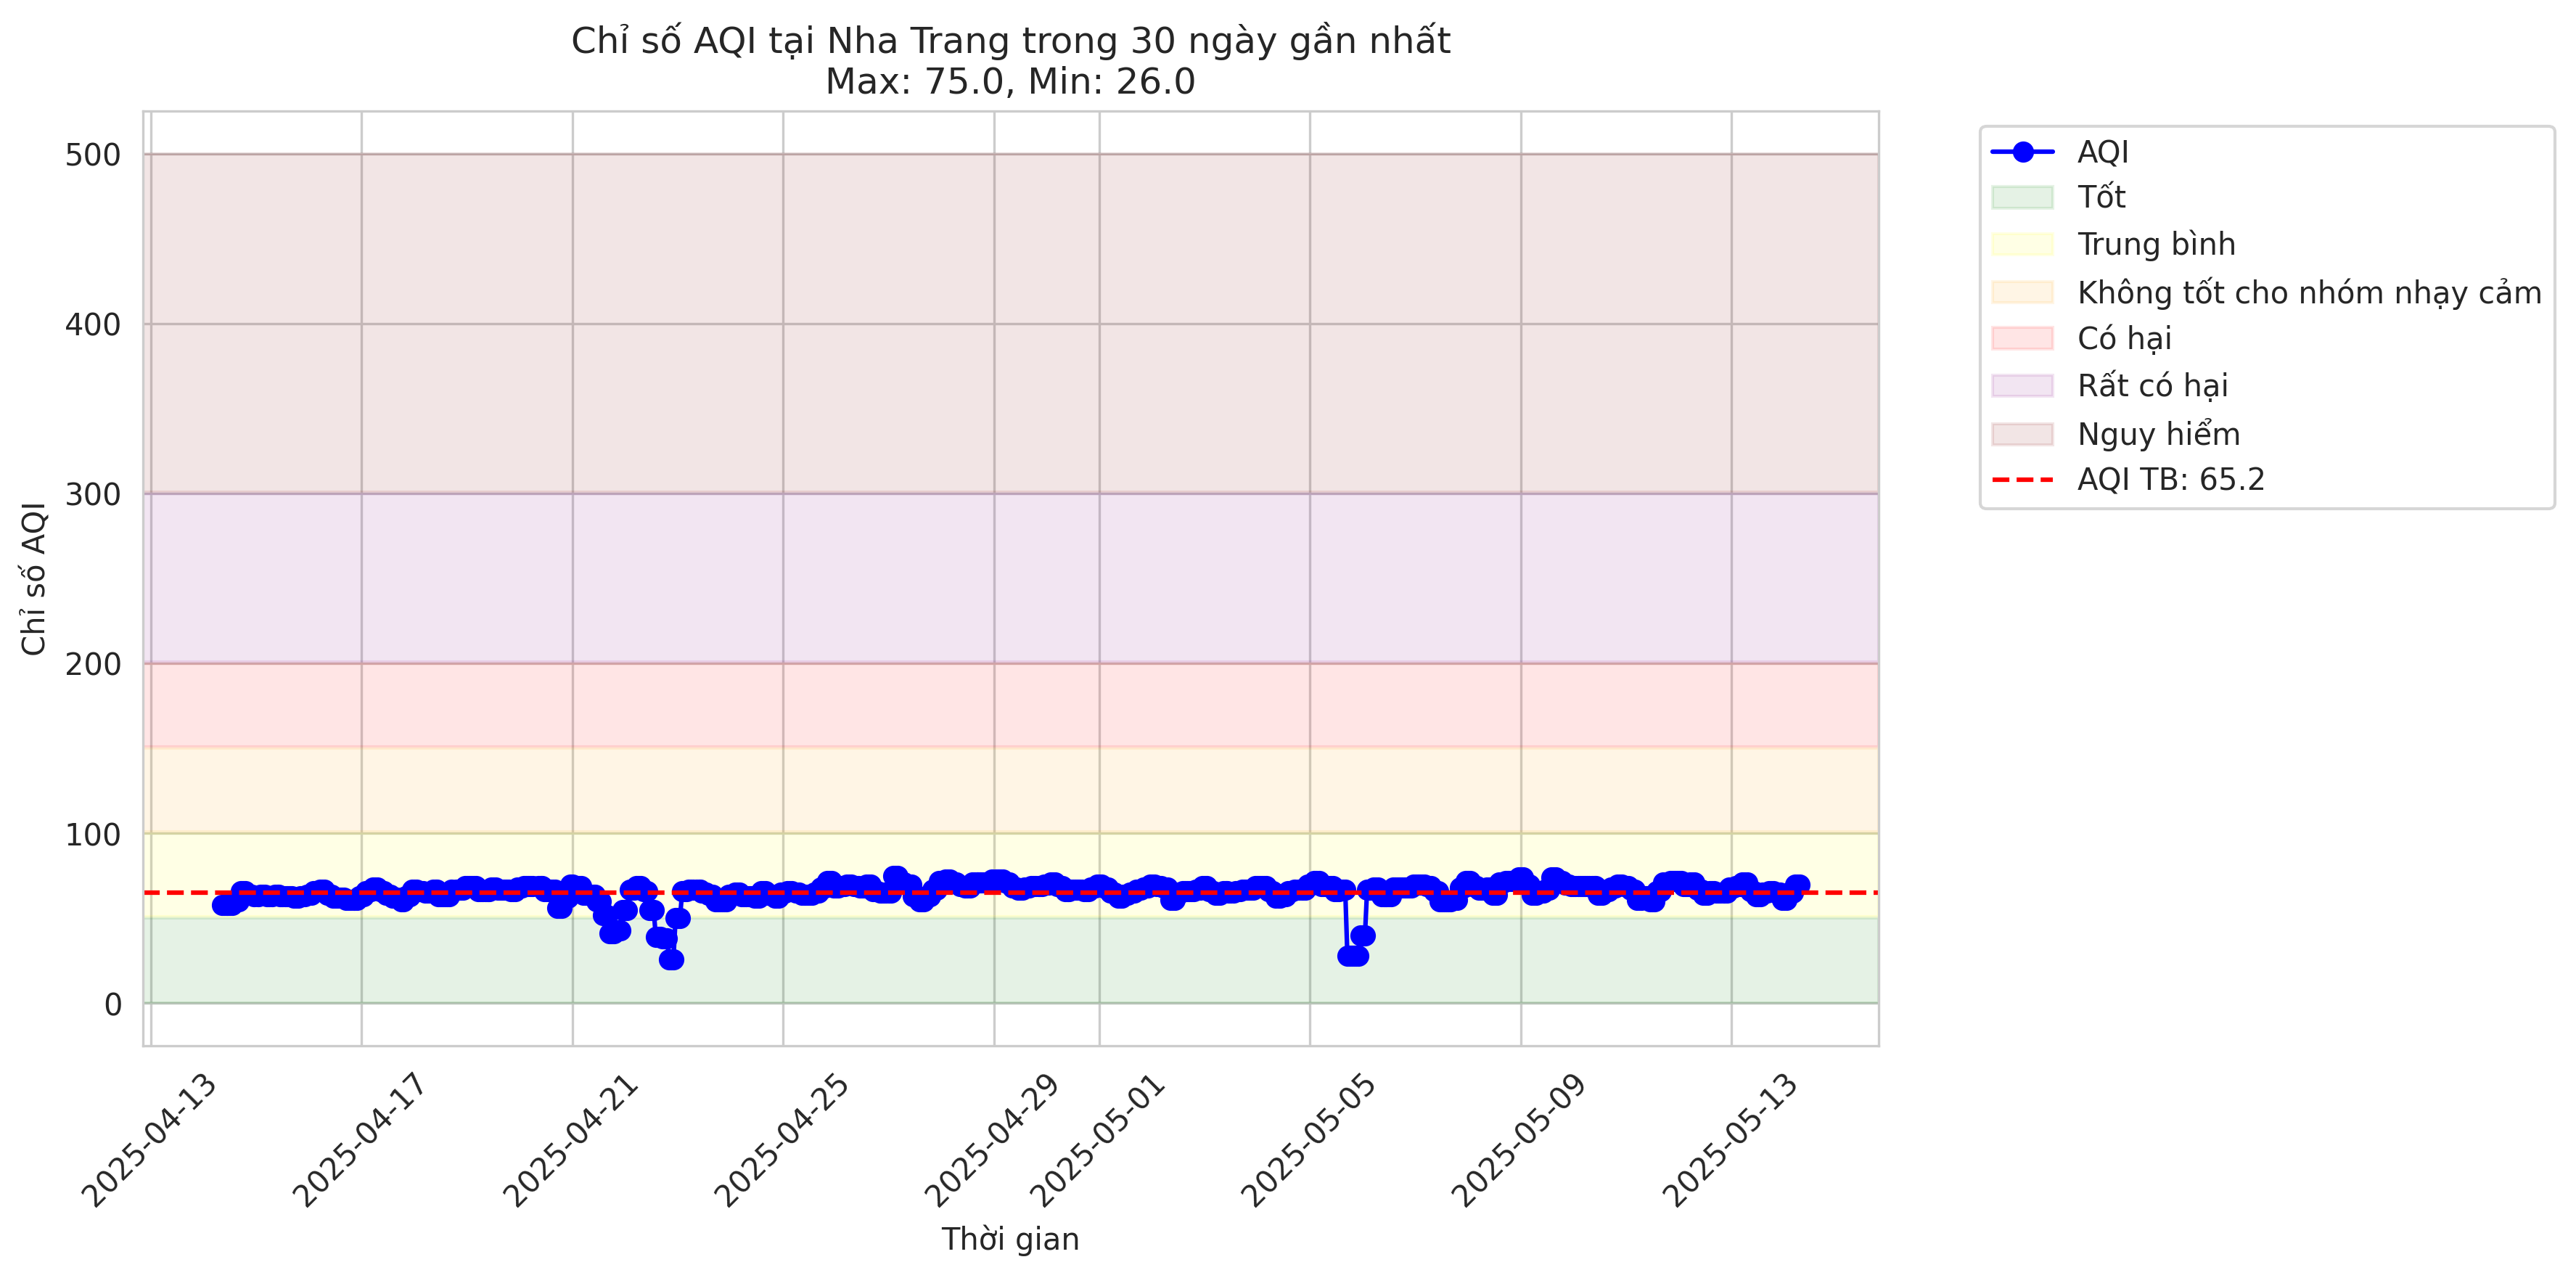 Chỉ số AQI tại Nha Trang trong 30 ngày gần nhất
Max: 75.0, Min: 26.0
Chỉ số AQI
500
400
300
200
100
0
2025-04-13
2025-04-17
2025-04-21
2025-04-25
2025-04-29
2025-05-01
2025-05-05
2025-05-09
2025-05-13
Thời gian
AQI
Tốt
Trung bình
Không tốt cho nhóm nhạy cảm
Có hại
Rất có hại
Nguy hiểm
AQI TB: 65.2